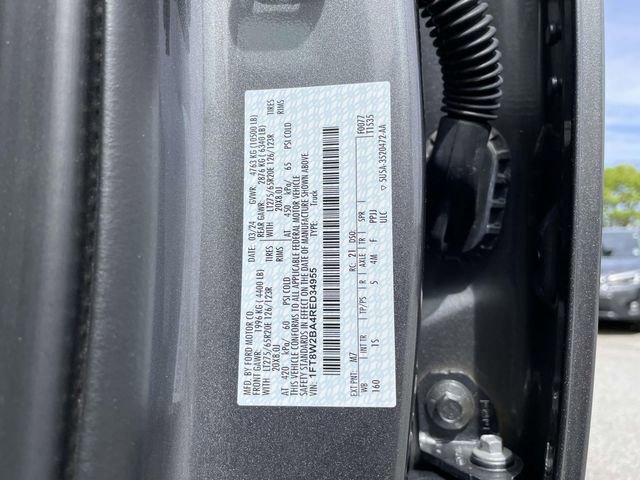 MFD. BY FORD MOTOR CO.
DATE: 03/24 GVWR: 4763 KG (10500 LB)
FRONT GAWR: 1996 KG ( 4400 LB) REAR GAWR: 2876 KG ( 6340 LB)
WITH LT275/65R20E 126/123R TIRES WITH LT275/65R20E 126/123R TIRES
20X8.0J RIMS 20X8.0J RIMS
AT 420 kPa/ 60 PSI COLD AT 450 kPa/ 65 PSI COLD
THIS VEHICLE CONFORMS TO ALL APPLICABLE FEDERAL MOTOR VEHICLE
SAFETY STANDARDS IN EFFECT ON THE DATE OF MANUFACTURE SHOWN ABOVE.
VIN: 1FT8W2BA4RED34955
TYPE: Truck
F0077
T1535
EXT PNT: M7 RC: 21 DSO:
WB INT TR TP/PS R AXLE TR SPR
160 1S 5 4M F PPJJ
ULC
5U5A-3520472-AA